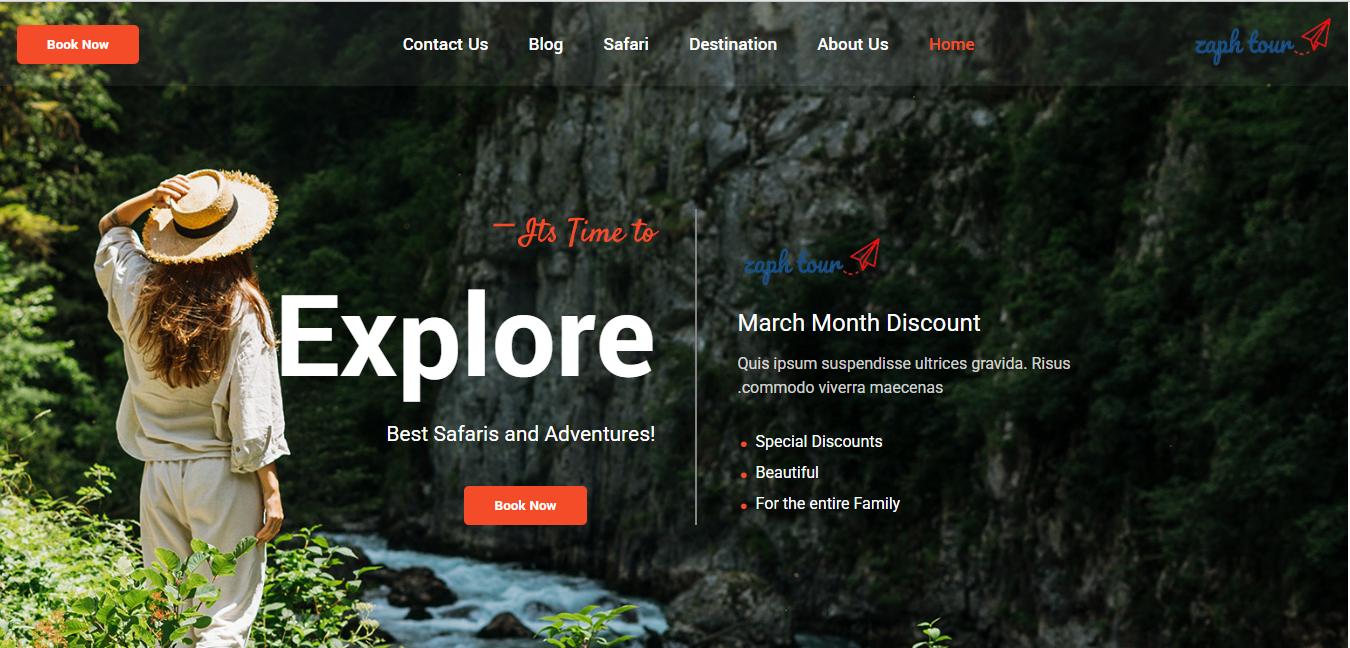 Book Now
Contact Us Blog Safari Destination About Us Home
zaph tour
Its Time to
Explore
Best Safaris and Adventures!
Book Now
zaph tour
March Month Discount
Quis ipsum suspendisse ultrices gravida. Risus
.commodo viverra maecenas
Special Discounts
Beautiful
For the entire Family